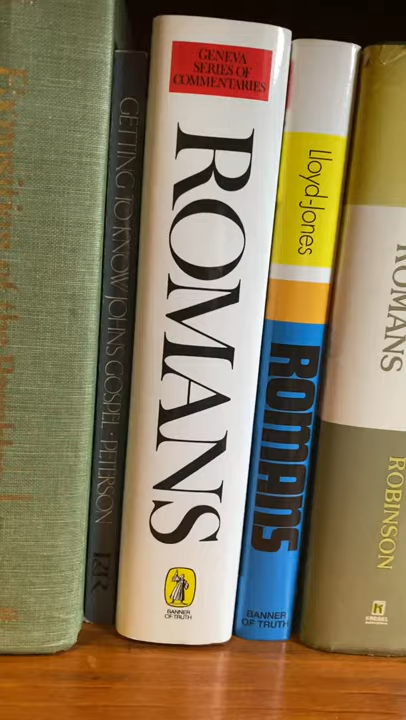 GETTING TO KNOW JOHN'S GOSPEL • PETERSON
P&R
GENEVA
SERIES OF
COMMENTARIES
ROMANS
BANNER
OF TRUTH
Lloyd-Jones
ROMANS
BANNER
OF TRUTH
ROMANS
ROBINSON
K
KREGEL